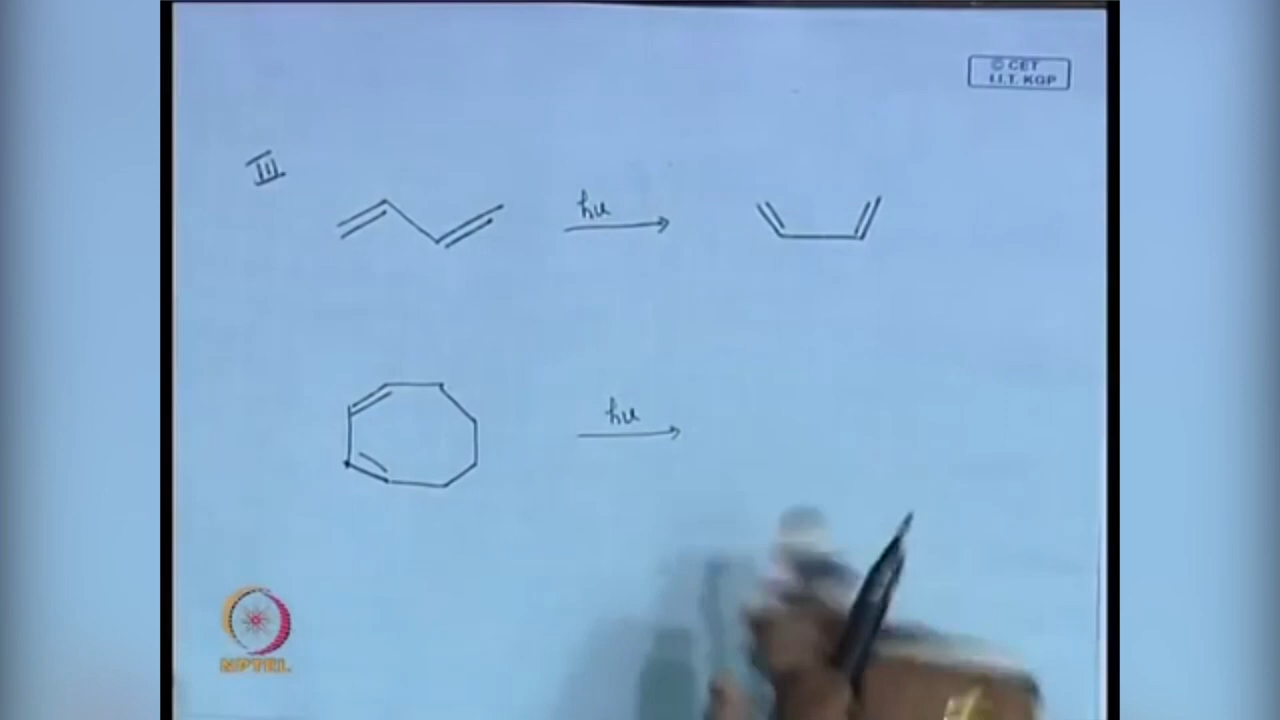 © CET
I.I.T. KGP
III
hν
hν
NPTEL